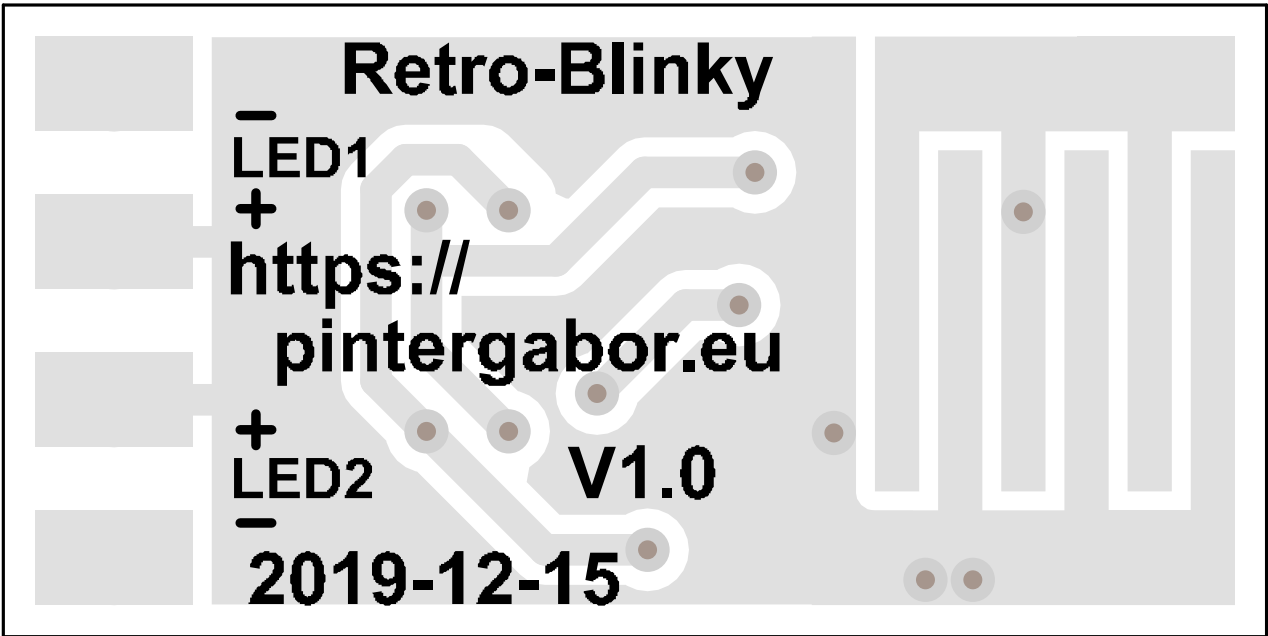 Retro-Blinky
−
LED1
+
https://
pintergabor.eu
+
LED2
V1.0
−
2019-12-15